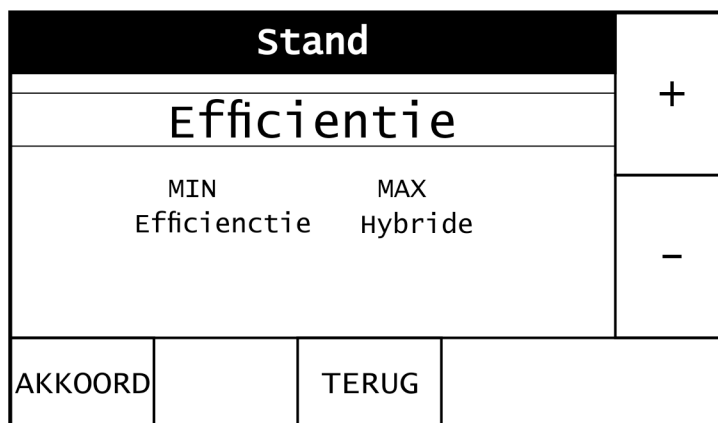 Stand
+
Efficientie
MIN MAX
Efficienctie Hybride
-
AKKOORD TERUG